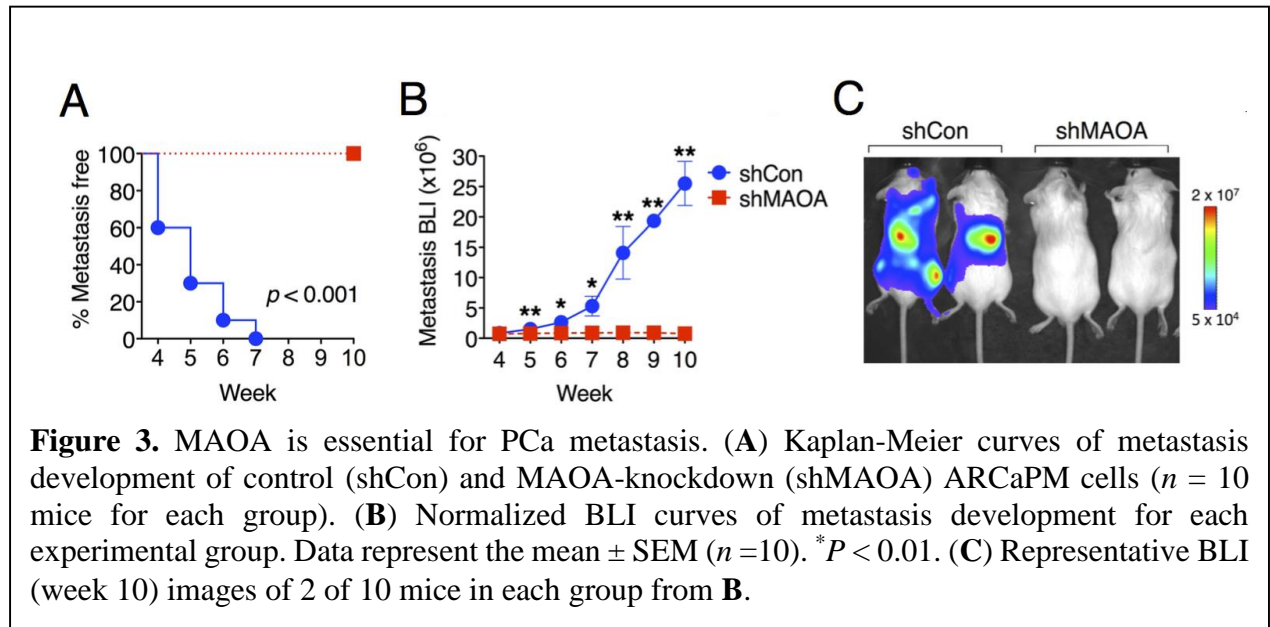 A
B
C
% Metastasis free
100
80
60
40
20
0
p < 0.001
4 5 6 7 8 9 10
Week
Metastasis BLI (x10⁶)
30
25
20
15
10
5
0
** * * ** ** **
4 5 6 7 8 9 10
Week
shCon
shMAOA
shCon shMAOA
2 x 10⁷
5 x 10⁴
Figure 3. MAOA is essential for PCa metastasis. (A) Kaplan-Meier curves of metastasis
development of control (shCon) and MAOA-knockdown (shMAOA) ARCaPM cells (n = 10
mice for each group). (B) Normalized BLI curves of metastasis development for each
experimental group. Data represent the mean ± SEM (n =10). *P < 0.01. (C) Representative BLI
(week 10) images of 2 of 10 mice in each group from B.